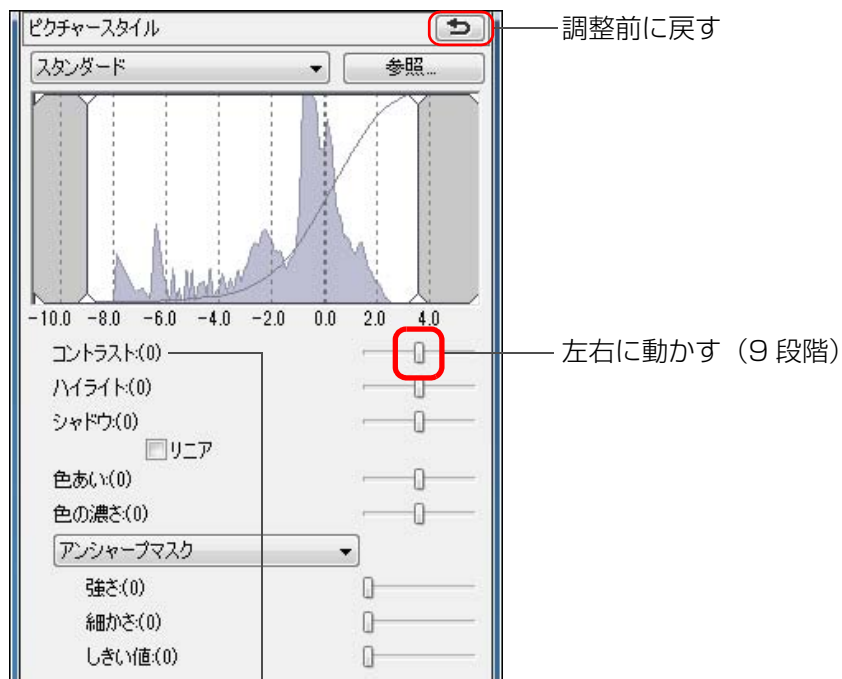 ピクチャースタイル
調整前に戻す
スタンダード
参照...
-10.0 -8.0 -6.0 -4.0 -2.0 0.0 2.0 4.0
コントラスト:(0)
左右に動かす（9 段階）
ハイライト:(0)
シャドウ:(0)
リニア
色あい:(0)
色の濃さ:(0)
アンシャープマスク
強さ:(0)
細かさ:(0)
しきい値:(0)